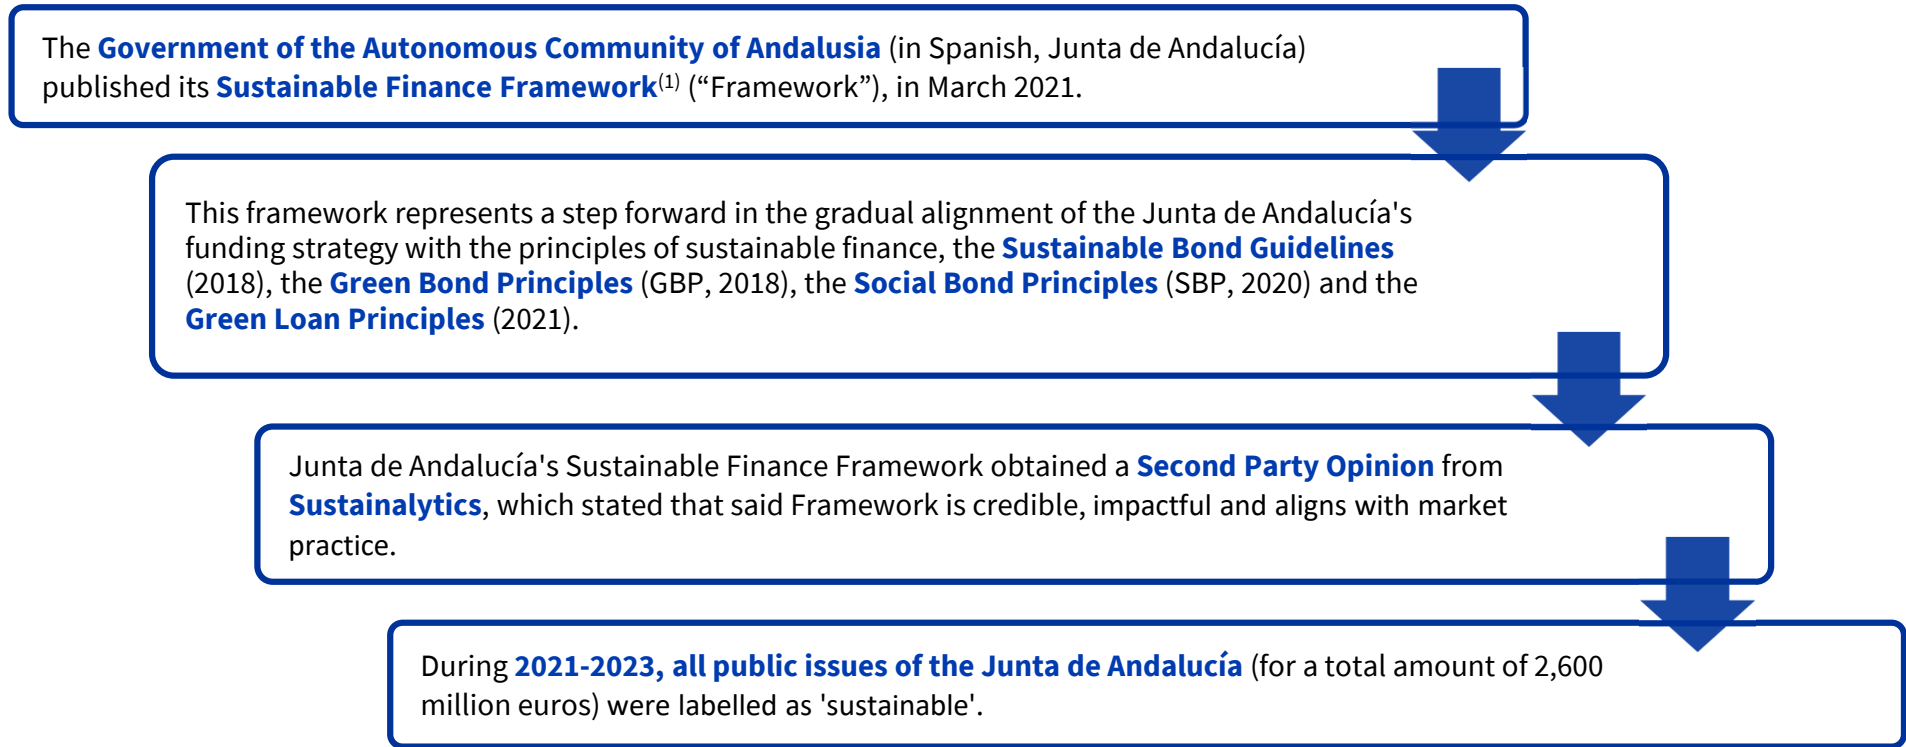 The Government of the Autonomous Community of Andalusia (in Spanish, Junta de Andalucía)
published its Sustainable Finance Framework(1) (“Framework”), in March 2021.
This framework represents a step forward in the gradual alignment of the Junta de Andalucía's
funding strategy with the principles of sustainable finance, the Sustainable Bond Guidelines
(2018), the Green Bond Principles (GBP, 2018), the Social Bond Principles (SBP, 2020) and the
Green Loan Principles (2021).
Junta de Andalucía's Sustainable Finance Framework obtained a Second Party Opinion from
Sustainalytics, which stated that said Framework is credible, impactful and aligns with market
practice.
During 2021-2023, all public issues of the Junta de Andalucía (for a total amount of 2,600
million euros) were labelled as 'sustainable'.